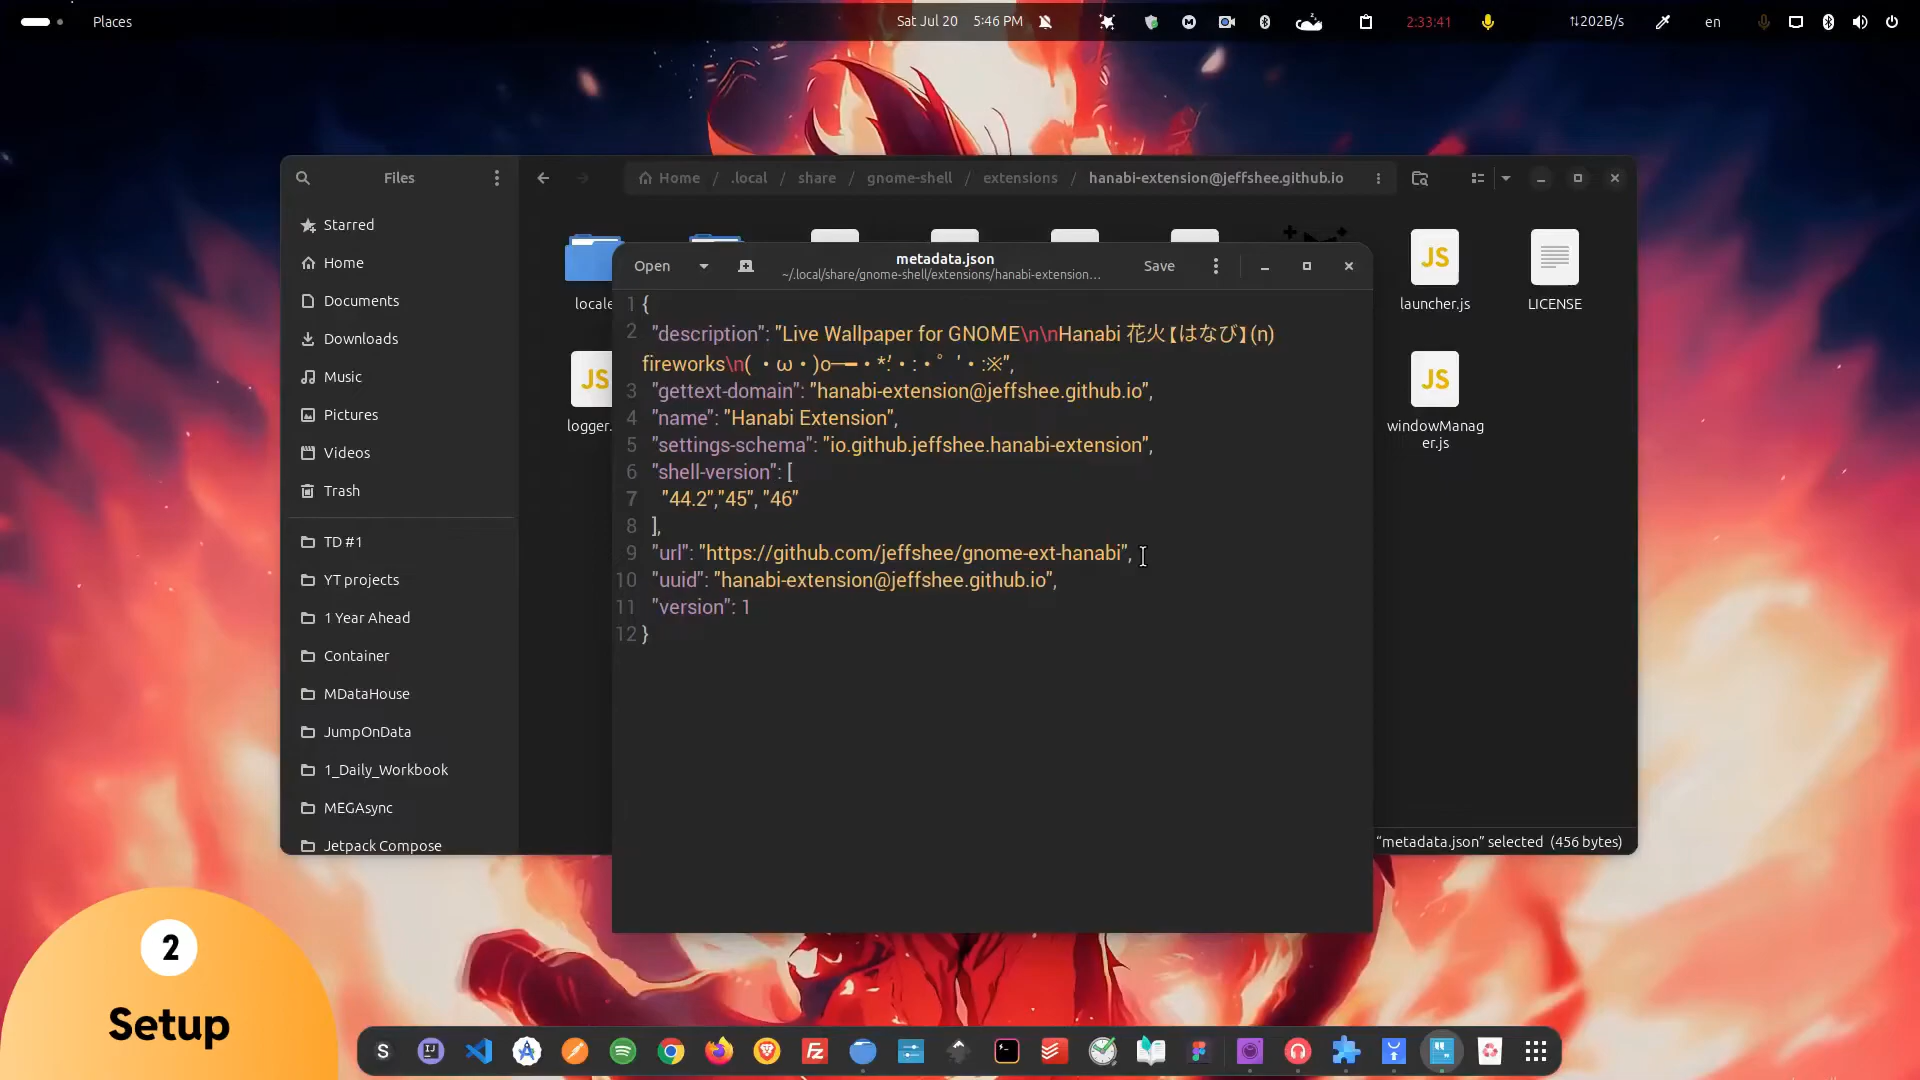 Places
Sat Jul 20 5:46 PM
2:33:41
⇅202B/s
en
Files
Home / .local / share / gnome-shell / extensions / hanabi-extension@jeffshee.github.io
Starred
Home
Documents
Downloads
Music
Pictures
Videos
Trash
TD #1
YT projects
1 Year Ahead
Container
MDataHouse
JumpOnData
1_Daily_Workbook
MEGAsync
Jetpack Compose
locale
JS
launcher.js
LICENSE
JS
logger.
JS
windowManag
er.js
"metadata.json" selected (456 bytes)
Open
metadata.json
~/.local/share/gnome-shell/extensions/hanabi-extension...
Save
1 {
2 "description": "Live Wallpaper for GNOME\n\nHanabi 花火【はなび】(n)
fireworks\n( ・ω・)o━━・*:'・:・゜'・:※",
3 "gettext-domain": "hanabi-extension@jeffshee.github.io",
4 "name": "Hanabi Extension",
5 "settings-schema": "io.github.jeffshee.hanabi-extension",
6 "shell-version": [
7 "44.2","45", "46"
8 ],
9 "url": "https://github.com/jeffshee/gnome-ext-hanabi",
10 "uuid": "hanabi-extension@jeffshee.github.io",
11 "version": 1
12 }
2
Setup